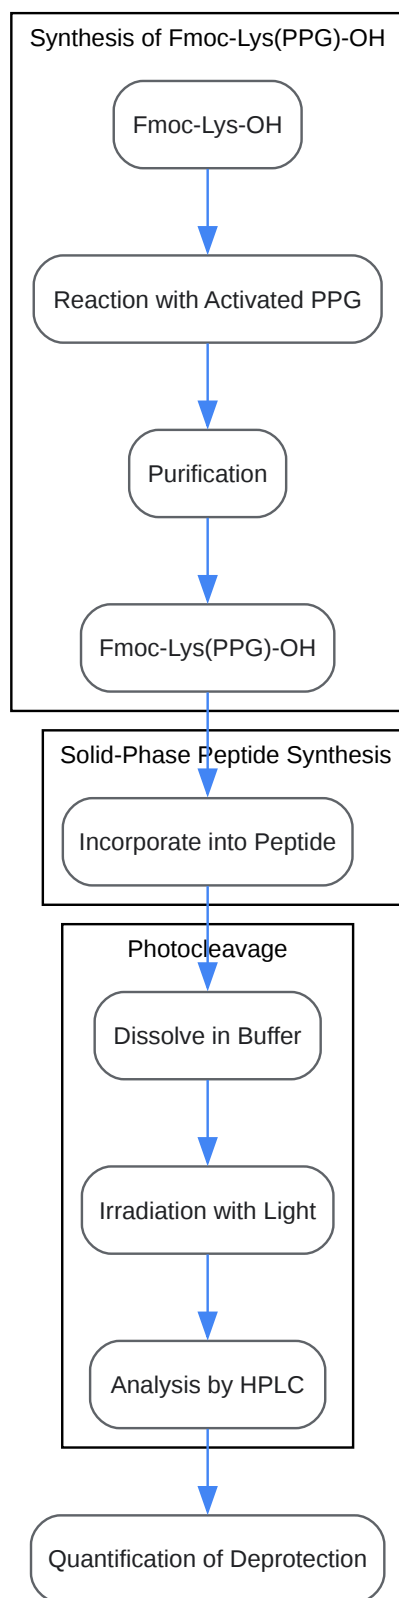 Synthesis of Fmoc-Lys(PPG)-OH
Fmoc-Lys-OH
Reaction with Activated PPG
Purification
Fmoc-Lys(PPG)-OH
Solid-Phase Peptide Synthesis
Incorporate into Peptide
Photocleavage
Dissolve in Buffer
Irradiation with Light
Analysis by HPLC
Quantification of Deprotection